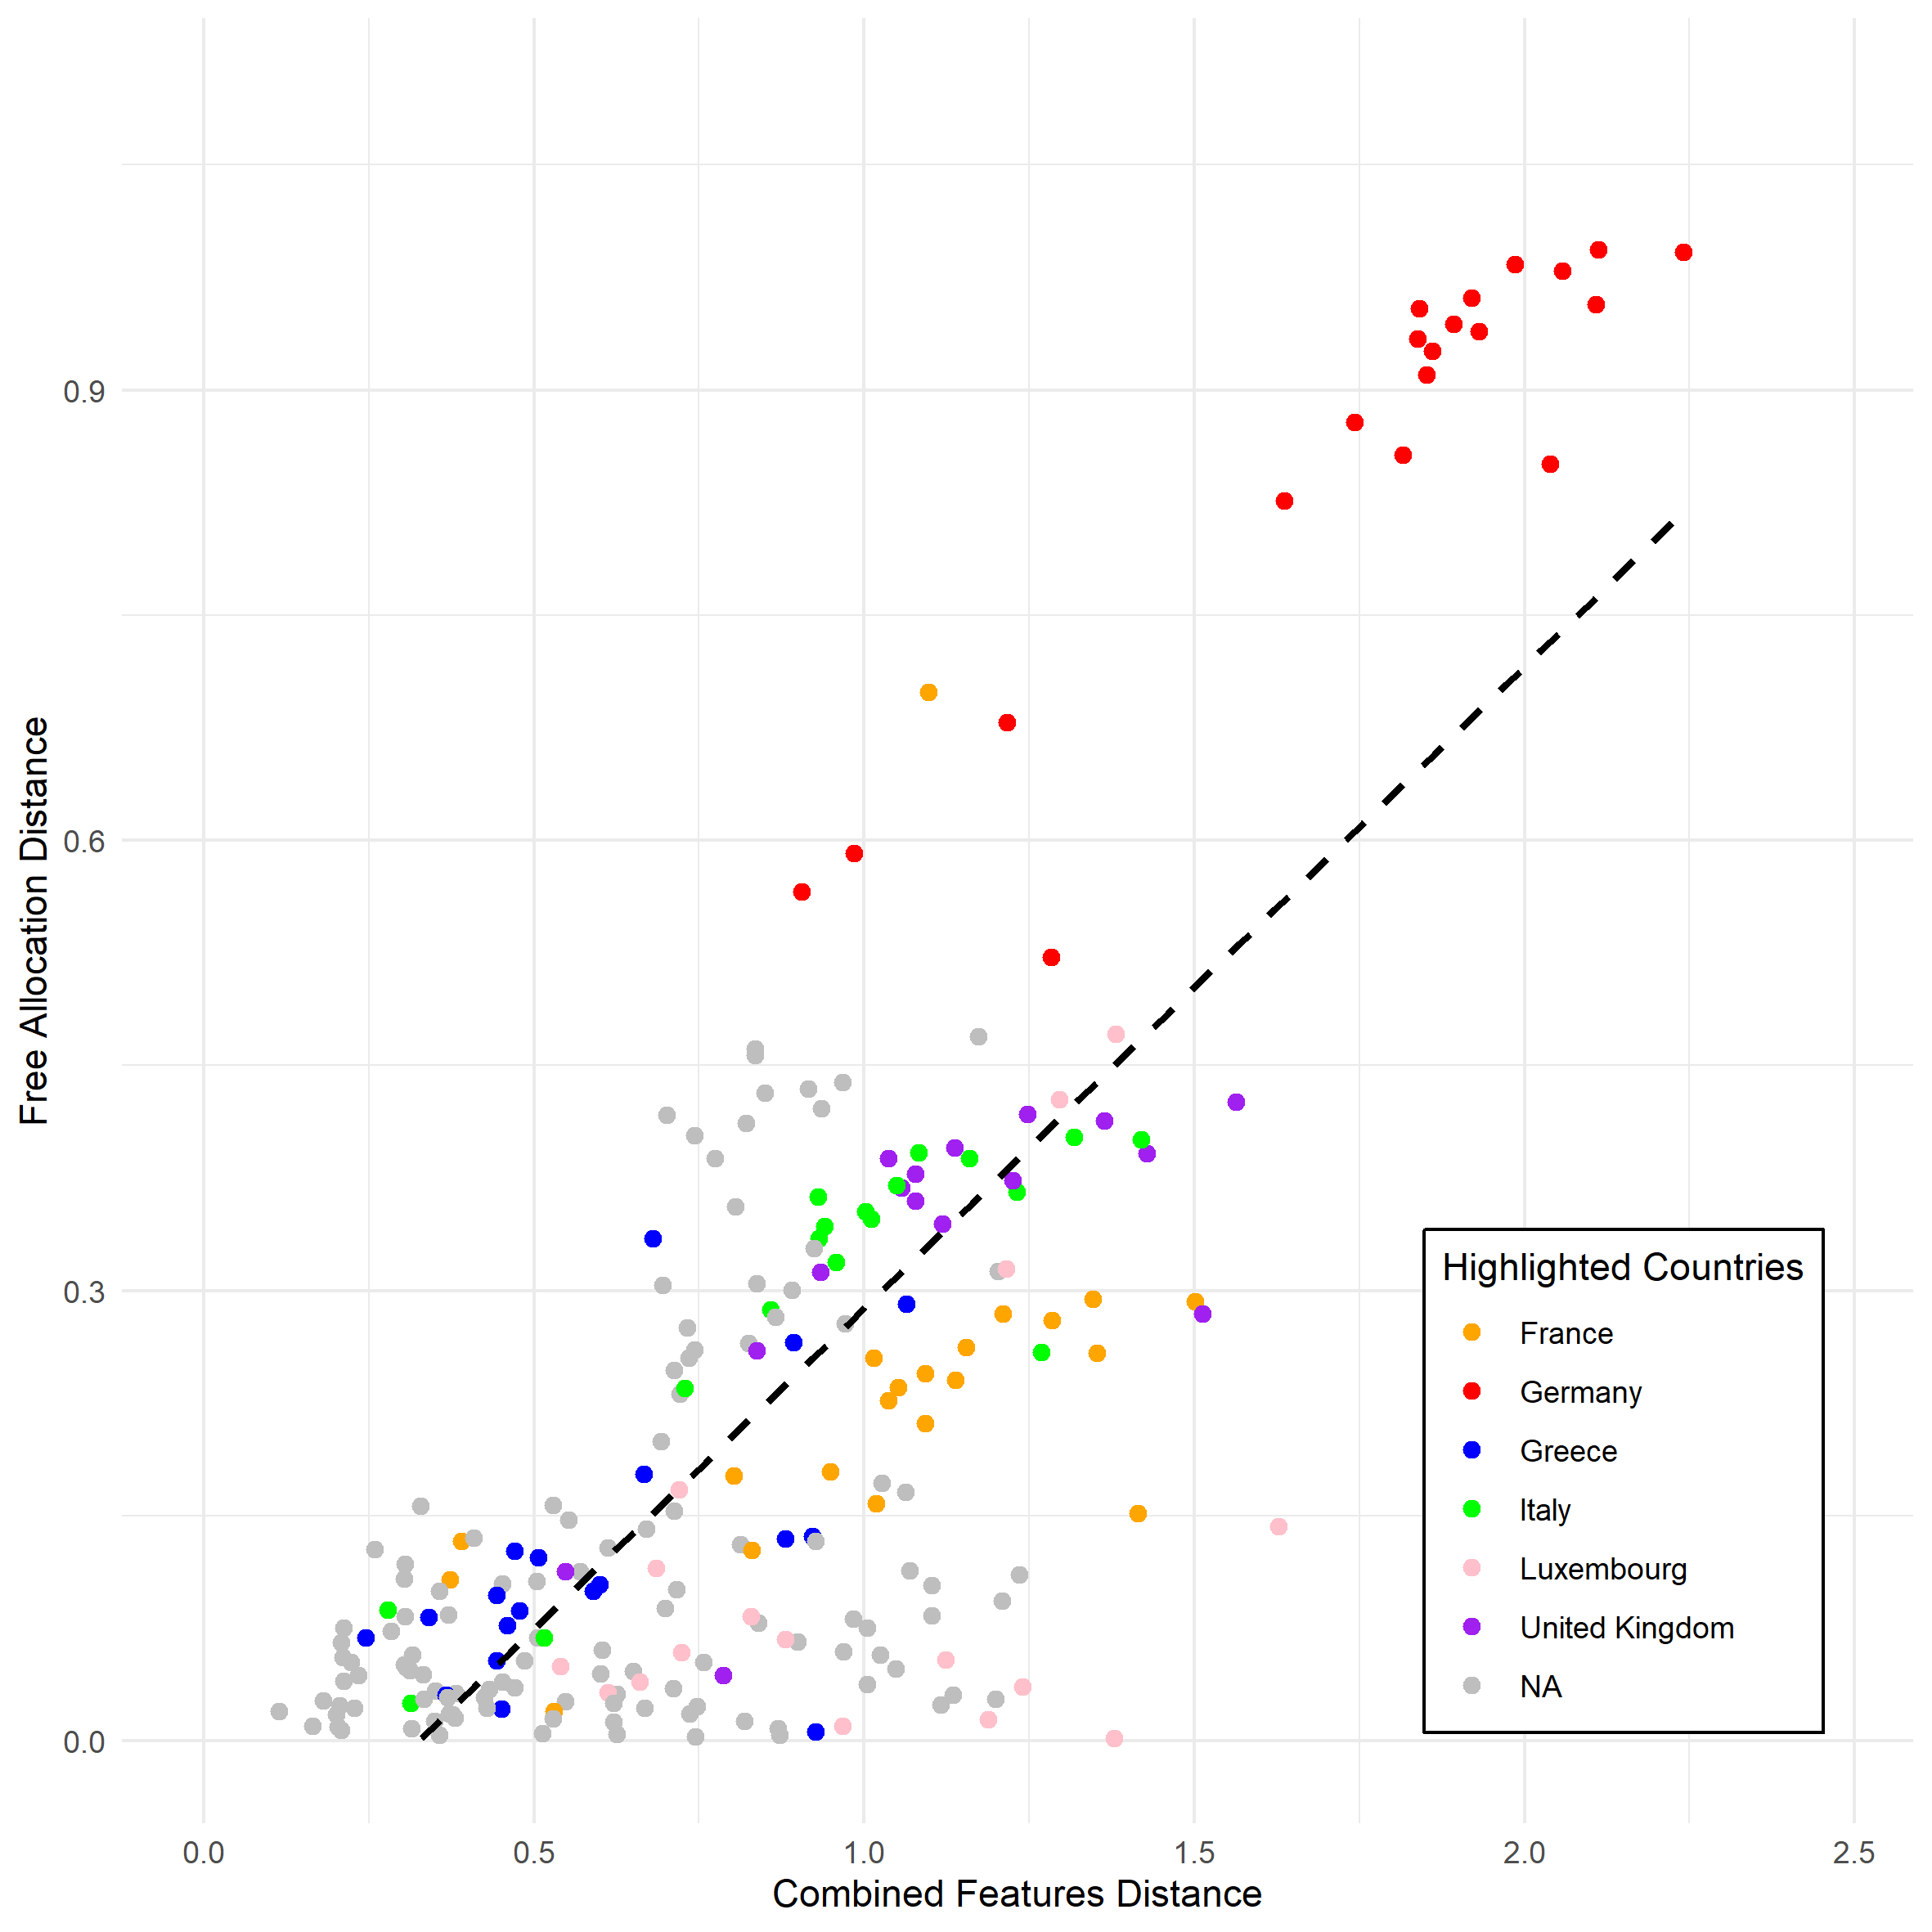 Free Allocation Distance
0.9
0.6
0.3
0.0
Highlighted Countries
France
Germany
Greece
Italy
Luxembourg
United Kingdom
NA
0.0 0.5 1.0 1.5 2.0 2.5
Combined Features Distance